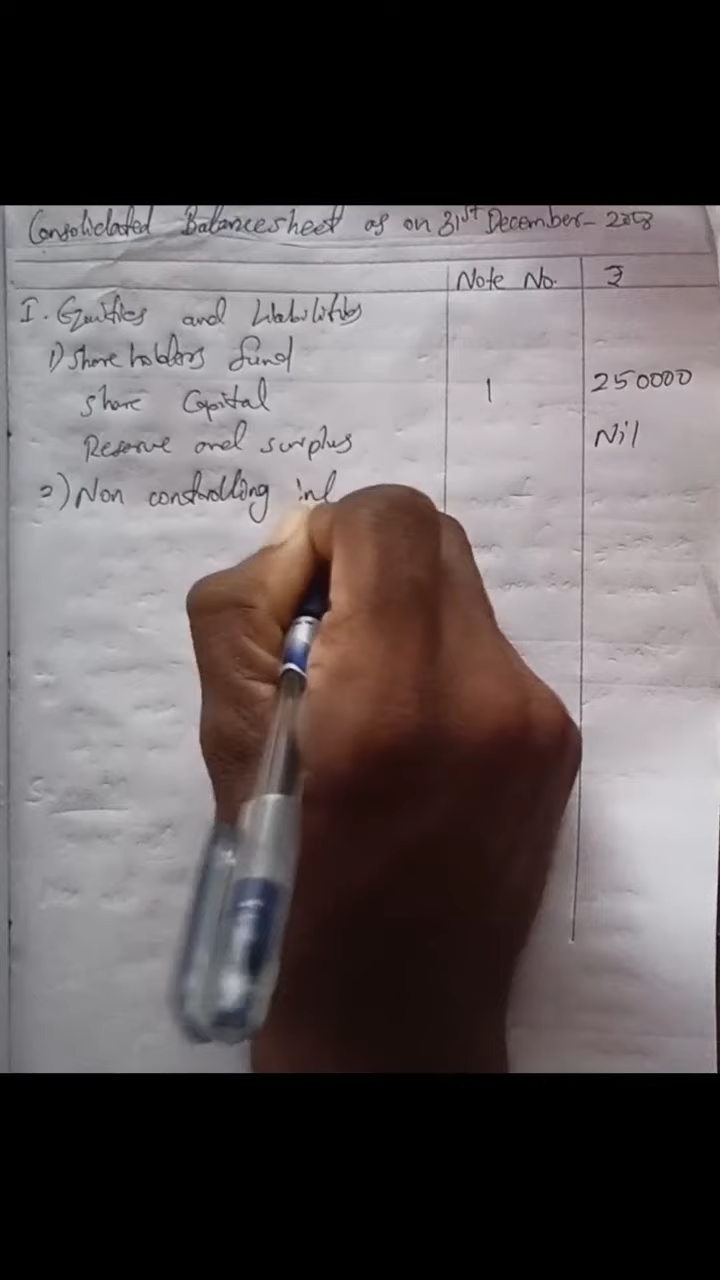 Consolidated Balancesheet as on 31st December - 2018
Note No. ₹
I. Equities and Liabilities
1) Share holders fund
Share Capital 1 250000
Reserve and surplus Nil
2) Non controlling int